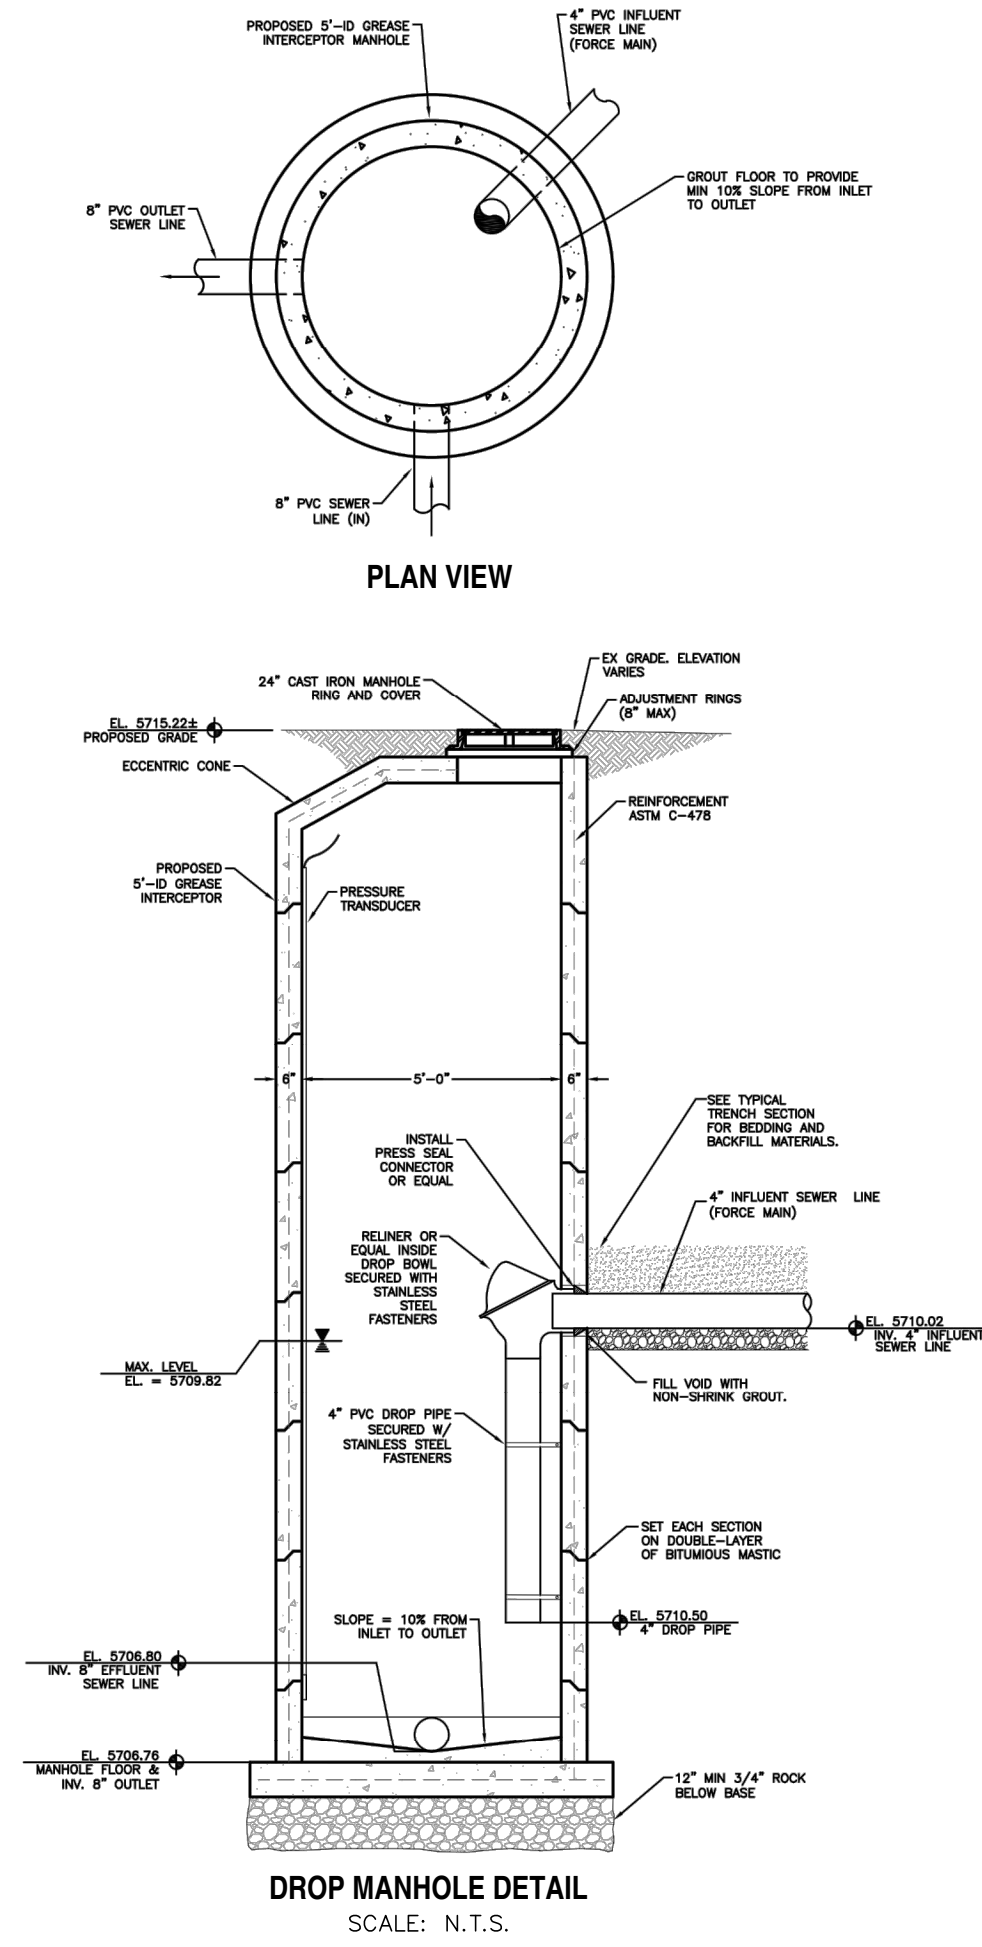 PROPOSED 5'-ID GREASE
INTERCEPTOR MANHOLE
4" PVC INFLUENT
SEWER LINE
(FORCE MAIN)
GROUT FLOOR TO PROVIDE
MIN 10% SLOPE FROM INLET
TO OUTLET
8" PVC OUTLET
SEWER LINE
8" PVC SEWER
LINE (IN)
PLAN VIEW
EX GRADE. ELEVATION
VARIES
24" CAST IRON MANHOLE
RING AND COVER
ADJUSTMENT RINGS
(8" MAX)
EL. 5715.22±
PROPOSED GRADE
ECCENTRIC CONE
REINFORCEMENT
ASTM C-478
PROPOSED
5'-ID GREASE
INTERCEPTOR
PRESSURE
TRANSDUCER
6"
5'-0"
6"
SEE TYPICAL
TRENCH SECTION
FOR BEDDING AND
BACKFILL MATERIALS.
INSTALL
PRESS SEAL
CONNECTOR
OR EQUAL
4" INFLUENT SEWER LINE
(FORCE MAIN)
RELINER OR
EQUAL INSIDE
DROP BOWL
SECURED WITH
STAINLESS
STEEL
FASTENERS
EL. 5710.02
INV. 4" INFLUENT
SEWER LINE
MAX. LEVEL
EL. = 5709.82
FILL VOID WITH
NON-SHRINK GROUT.
4" PVC DROP PIPE
SECURED W/
STAINLESS STEEL
FASTENERS
SET EACH SECTION
ON DOUBLE-LAYER
OF BITUMIOUS MASTIC
SLOPE = 10% FROM
INLET TO OUTLET
EL. 5710.50
4" DROP PIPE
EL. 5706.80
INV. 8" EFFLUENT
SEWER LINE
EL. 5706.76
MANHOLE FLOOR &
INV. 8" OUTLET
12" MIN 3/4" ROCK
BELOW BASE
DROP MANHOLE DETAIL
SCALE: N.T.S.